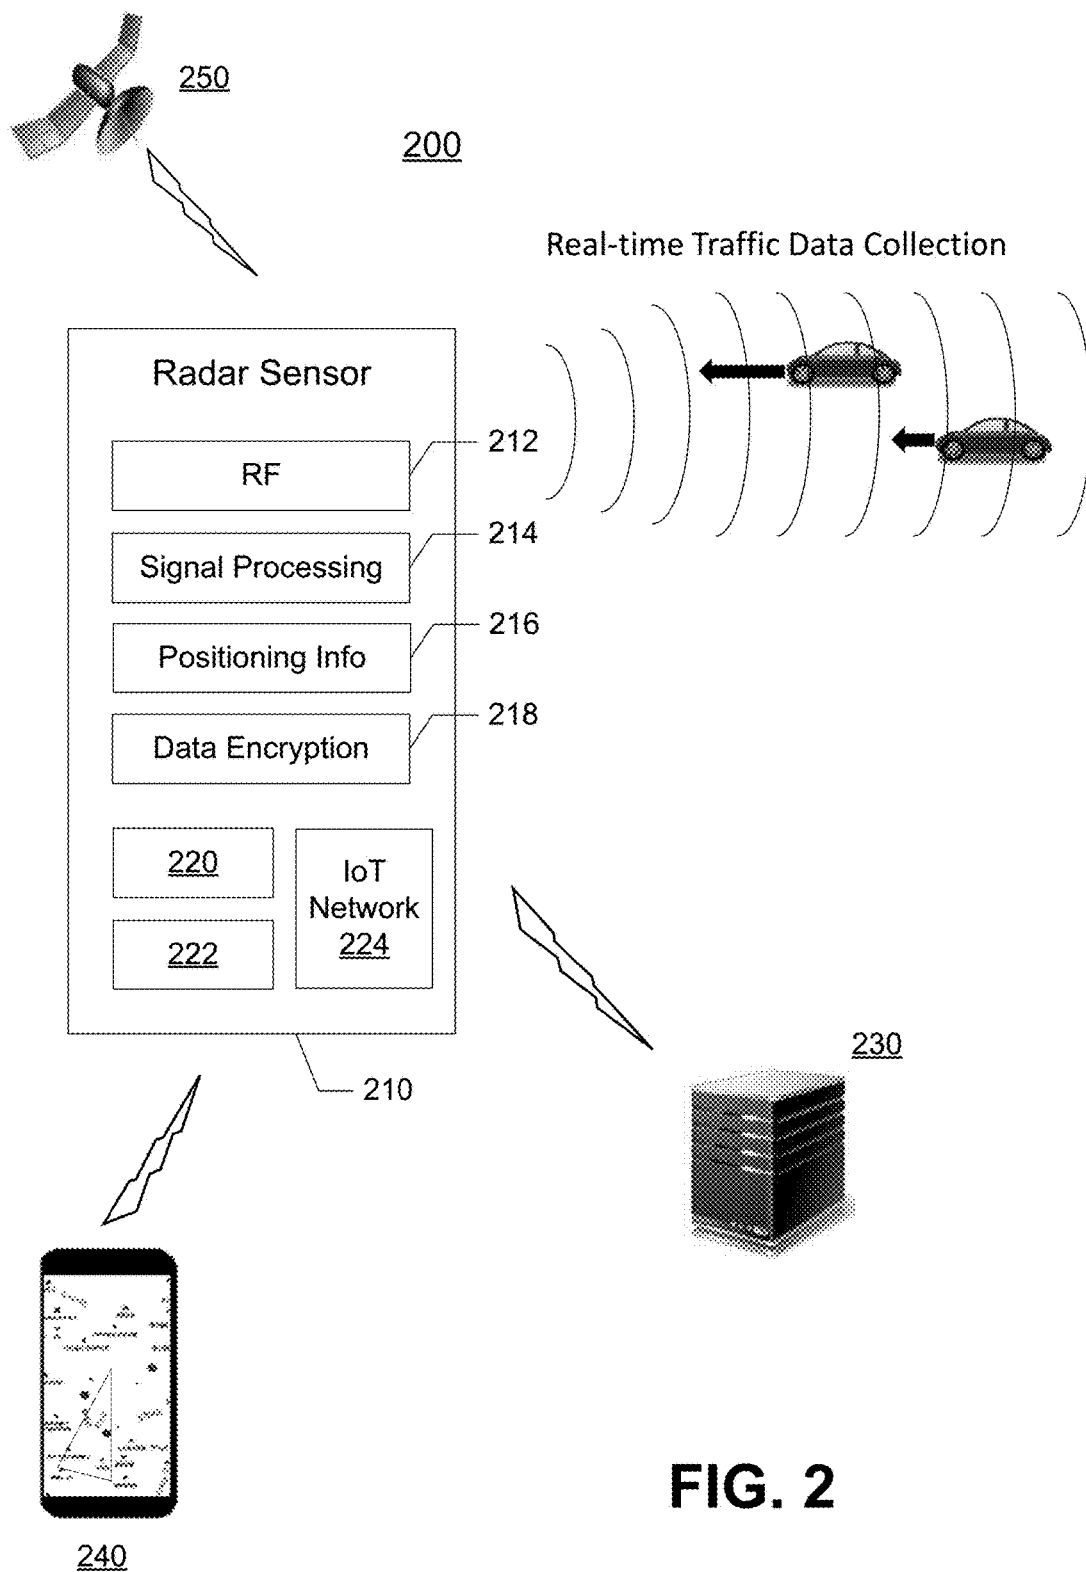 250
200
Real-time Traffic Data Collection
Radar Sensor
RF
212
Signal Processing
214
Positioning Info
216
Data Encryption
218
220
222
IoT
Network
224
210
230
240
FIG. 2